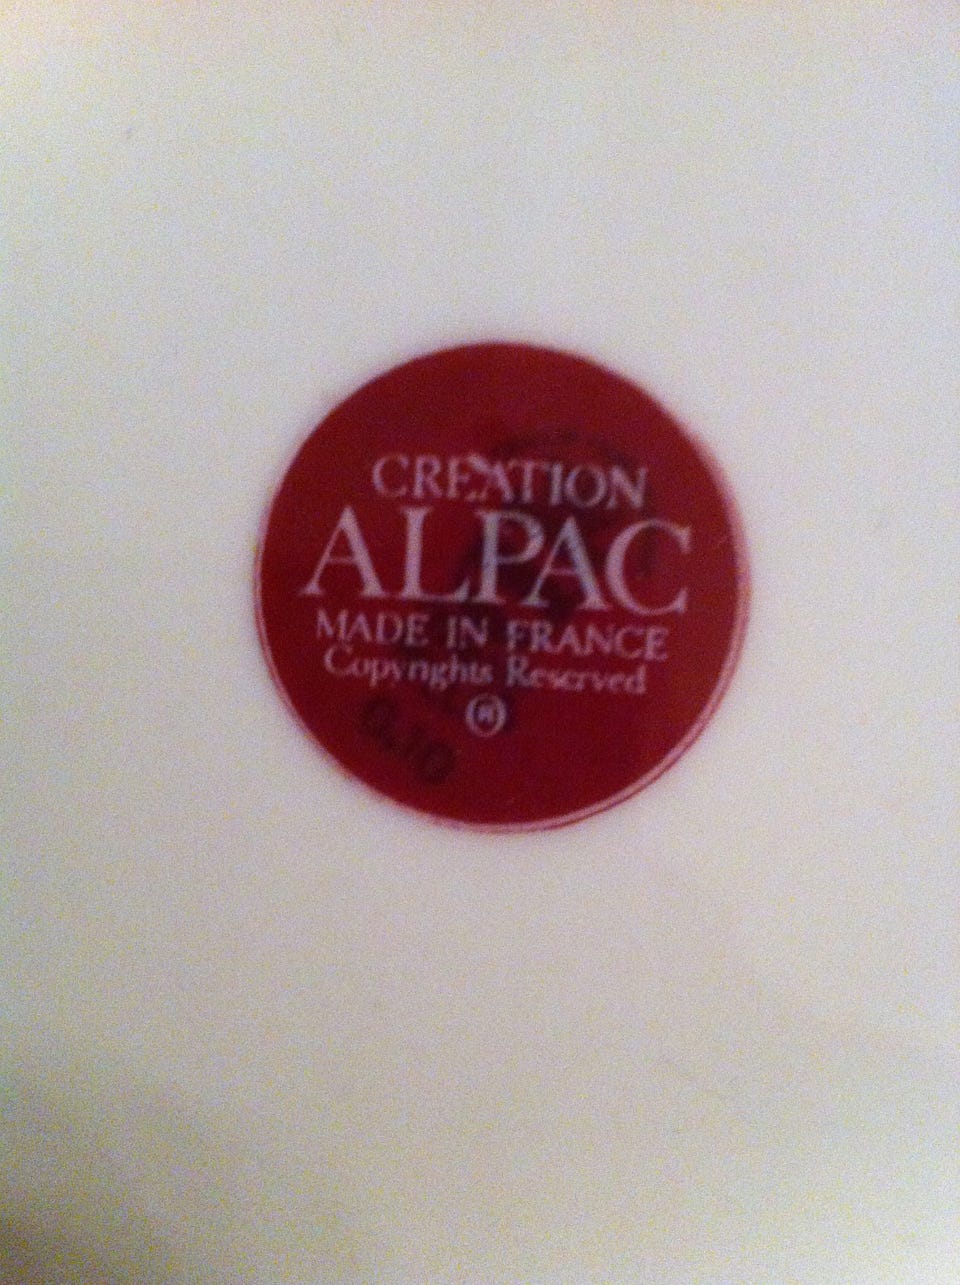 CREATION
ALPAC
MADE IN FRANCE
Copyrights Reserved
®